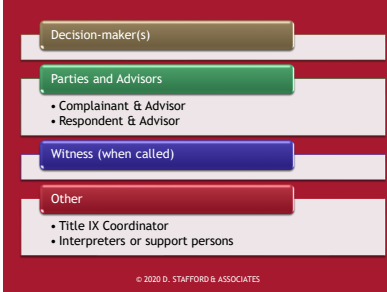 Decision-maker(s)
Parties and Advisors
• Complainant & Advisor
• Respondent & Advisor
Witness (when called)
Other
• Title IX Coordinator
• Interpreters or support persons
© 2020 D. STAFFORD & ASSOCIATES